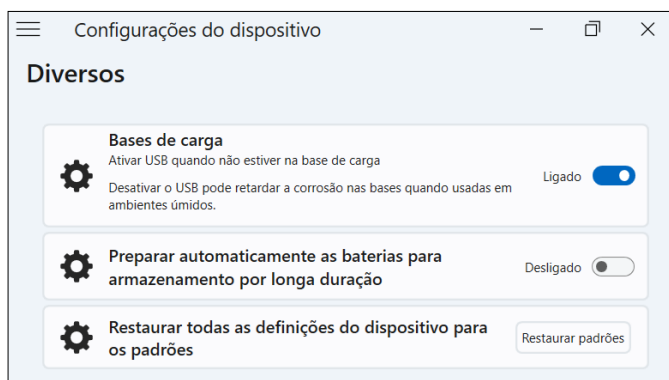 Configurações do dispositivo
Diversos
Bases de carga
Ativar USB quando não estiver na base de carga
Desativar o USB pode retardar a corrosão nas bases quando usadas em
ambientes úmidos.
Ligado
Preparar automaticamente as baterias para
armazenamento por longa duração
Desligado
Restaurar todas as definições do dispositivo para
os padrões
Restaurar padrões